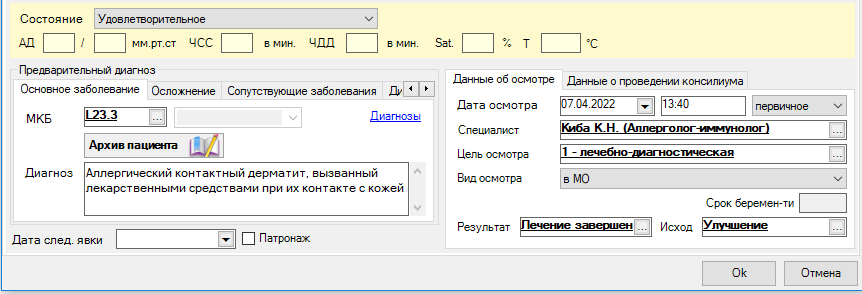 Состояние Удовлетворительное
АД / мм.рт.ст ЧСС в мин. ЧДД в мин. Sat. % Т °С
Предварительный диагноз
Основное заболевание Осложнение Сопутствующие заболевания Ди
МКБ L23.3 ... Диагнозы
Архив пациента
Диагноз Аллергический контактный дерматит, вызванный
лекарственными средствами при их контакте с кожей
Дата след. явки Патронаж
Данные об осмотре Данные о проведении консилиума
Дата осмотра 07.04.2022 13:40 первичное
Специалист Киба К.Н. (Аллерголог-иммунолог) ...
Цель осмотра 1 - лечебно-диагностическая ...
Вид осмотра в МО
Срок беремен-ти
Результат Лечение завершен ... Исход Улучшение ...
Ok Отмена